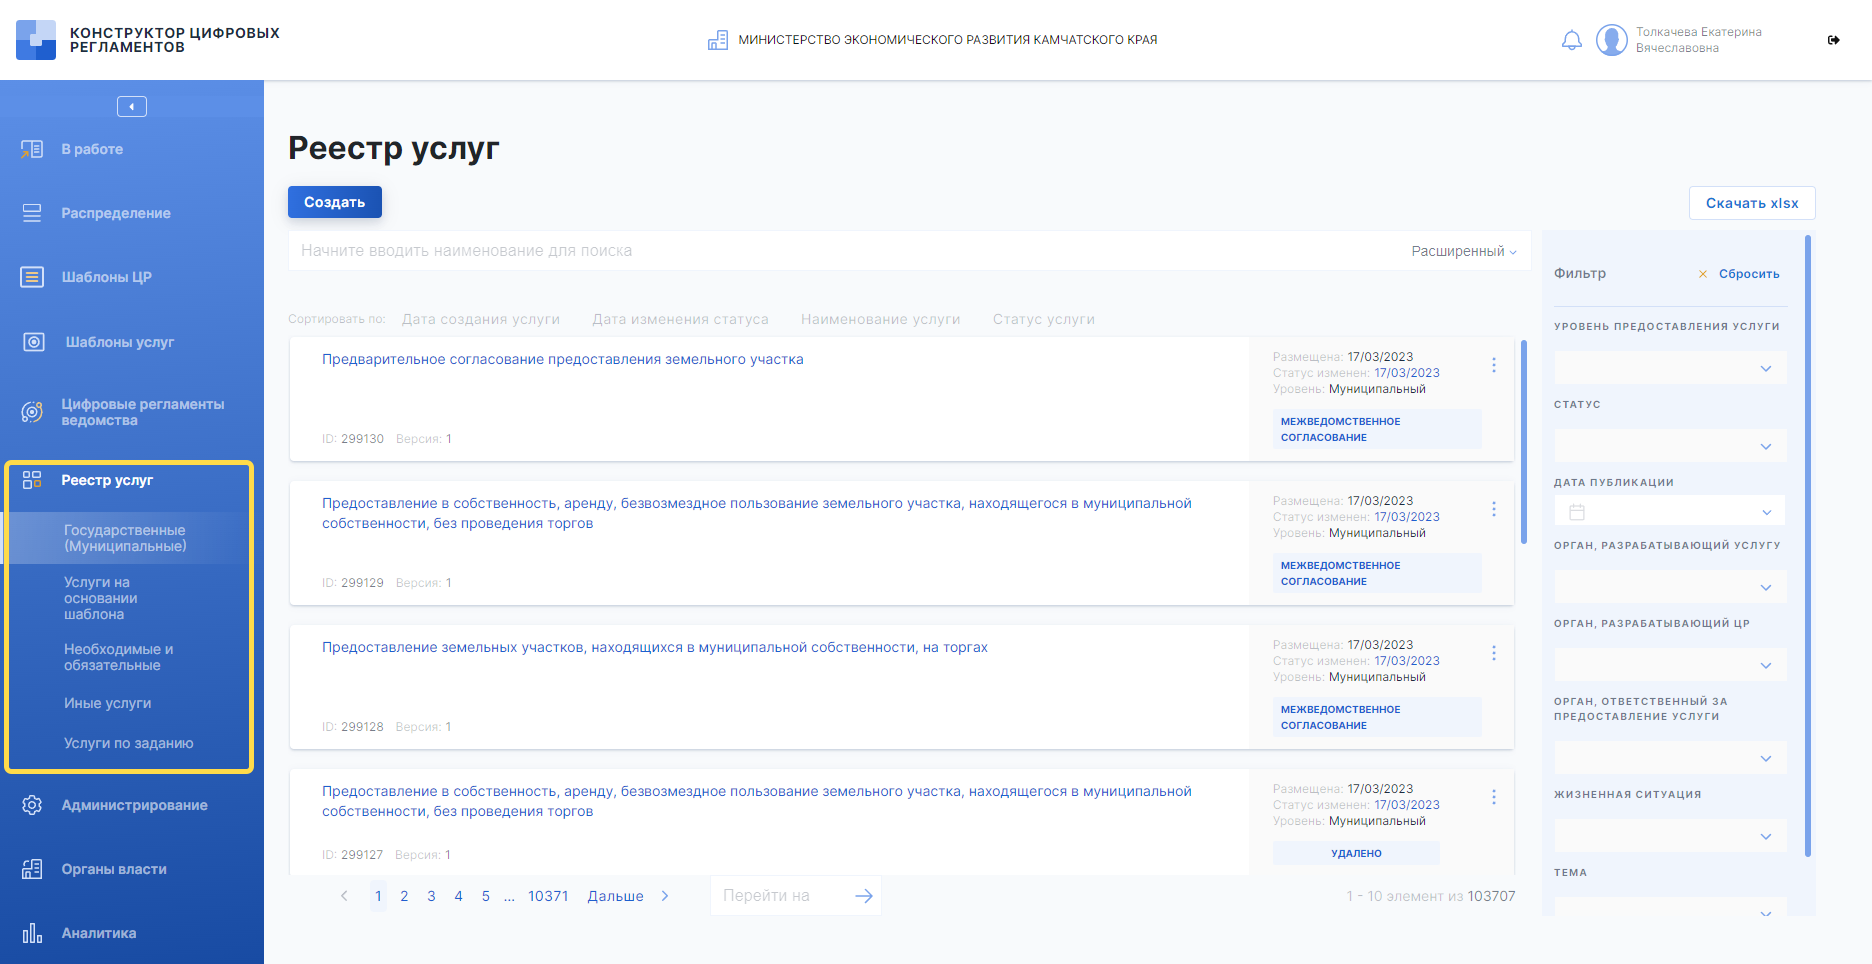 КОНСТРУКТОР ЦИФРОВЫХ
РЕГЛАМЕНТОВ
МИНИСТЕРСТВО ЭКОНОМИЧЕСКОГО РАЗВИТИЯ КАМЧАТСКОГО КРАЯ
Толкачева Екатерина
Вячеславовна
В работе
Распределение
Шаблоны ЦР
Шаблоны услуг
Цифровые регламенты
ведомства
Реестр услуг
Государственные
(Муниципальные)
Услуги на
основании
шаблона
Необходимые и
обязательные
Иные услуги
Услуги по заданию
Администрирование
Органы власти
Аналитика
Реестр услуг
Создать
Скачать xlsx
Начните вводить наименование для поиска
Расширенный
Сортировать по: Дата создания услуги Дата изменения статуса Наименование услуги Статус услуги
Предварительное согласование предоставления земельного участка
ID: 299130 Версия: 1
Размещена: 17/03/2023
Статус изменен: 17/03/2023
Уровень: Муниципальный
МЕЖВЕДОМСТВЕННОЕ
СОГЛАСОВАНИЕ
Предоставление в собственность, аренду, безвозмездное пользование земельного участка, находящегося в муниципальной
собственности, без проведения торгов
ID: 299129 Версия: 1
Размещена: 17/03/2023
Статус изменен: 17/03/2023
Уровень: Муниципальный
МЕЖВЕДОМСТВЕННОЕ
СОГЛАСОВАНИЕ
Предоставление земельных участков, находящихся в муниципальной собственности, на торгах
ID: 299128 Версия: 1
Размещена: 17/03/2023
Статус изменен: 17/03/2023
Уровень: Муниципальный
МЕЖВЕДОМСТВЕННОЕ
СОГЛАСОВАНИЕ
Предоставление в собственность, аренду, безвозмездное пользование земельного участка, находящегося в муниципальной
собственности, без проведения торгов
ID: 299127 Версия: 1
Размещена: 17/03/2023
Статус изменен: 17/03/2023
Уровень: Муниципальный
УДАЛЕНО
1 2 3 4 5 ... 10371 Дальше
Перейти на
1 - 10 элемент из 103707
Фильтр
Сбросить
УРОВЕНЬ ПРЕДОСТАВЛЕНИЯ УСЛУГИ
СТАТУС
ДАТА ПУБЛИКАЦИИ
ОРГАН, РАЗРАБАТЫВАЮЩИЙ УСЛУГУ
ОРГАН, РАЗРАБАТЫВАЮЩИЙ ЦР
ОРГАН, ОТВЕТСТВЕННЫЙ ЗА
ПРЕДОСТАВЛЕНИЕ УСЛУГИ
ЖИЗНЕННАЯ СИТУАЦИЯ
ТЕМА